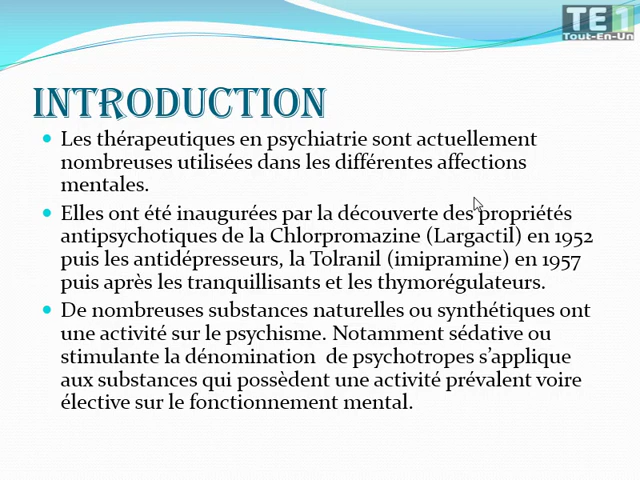 TE1
Tout-En-Un
INTRODUCTION
Les thérapeutiques en psychiatrie sont actuellement
nombreuses utilisées dans les différentes affections
mentales.
Elles ont été inaugurées par la découverte des propriétés
antipsychotiques de la Chlorpromazine (Largactil) en 1952
puis les antidépresseurs, la Tolranil (imipramine) en 1957
puis après les tranquillisants et les thymorégulateurs.
De nombreuses substances naturelles ou synthétiques ont
une activité sur le psychisme. Notamment sédative ou
stimulante la dénomination  de psychotropes s’applique
aux substances qui possèdent une activité prévalent voire
élective sur le fonctionnement mental.